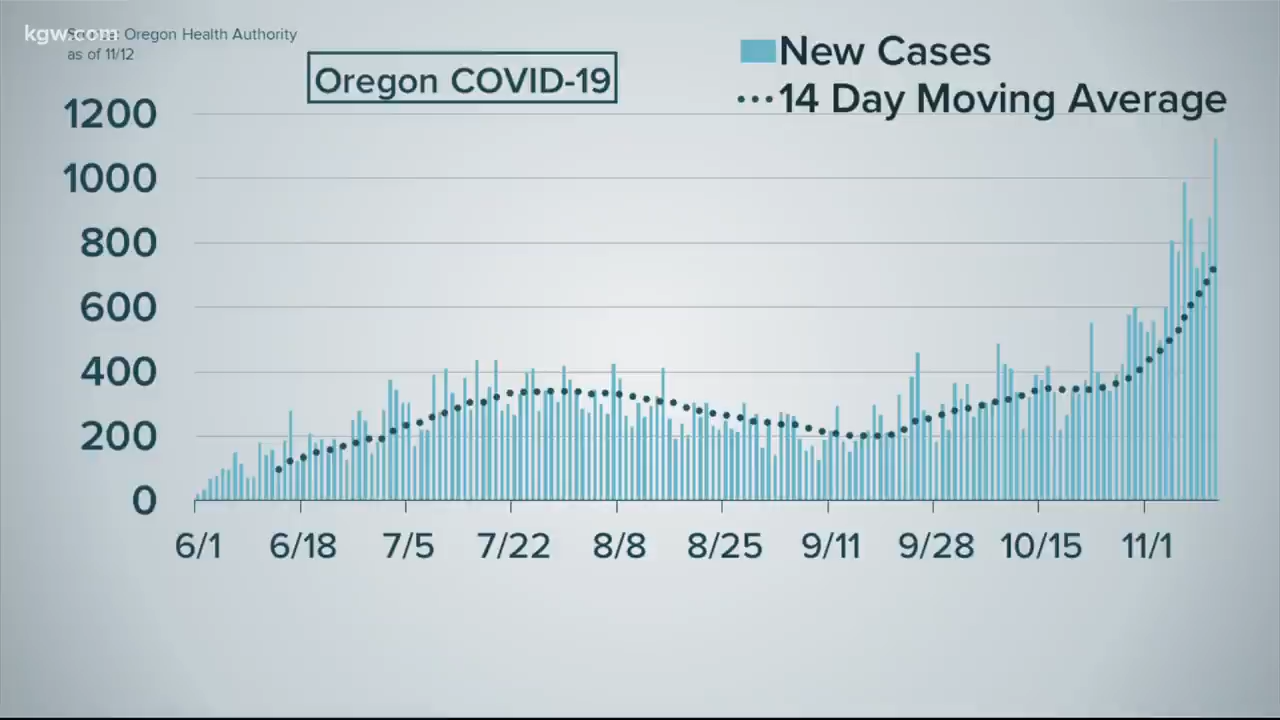 kgw.com
Oregon Health Authority
as of 11/12
Oregon COVID-19
New Cases
14 Day Moving Average
1200
1000
800
600
400
200
0
6/1 6/18 7/5 7/22 8/8 8/25 9/11 9/28 10/15 11/1